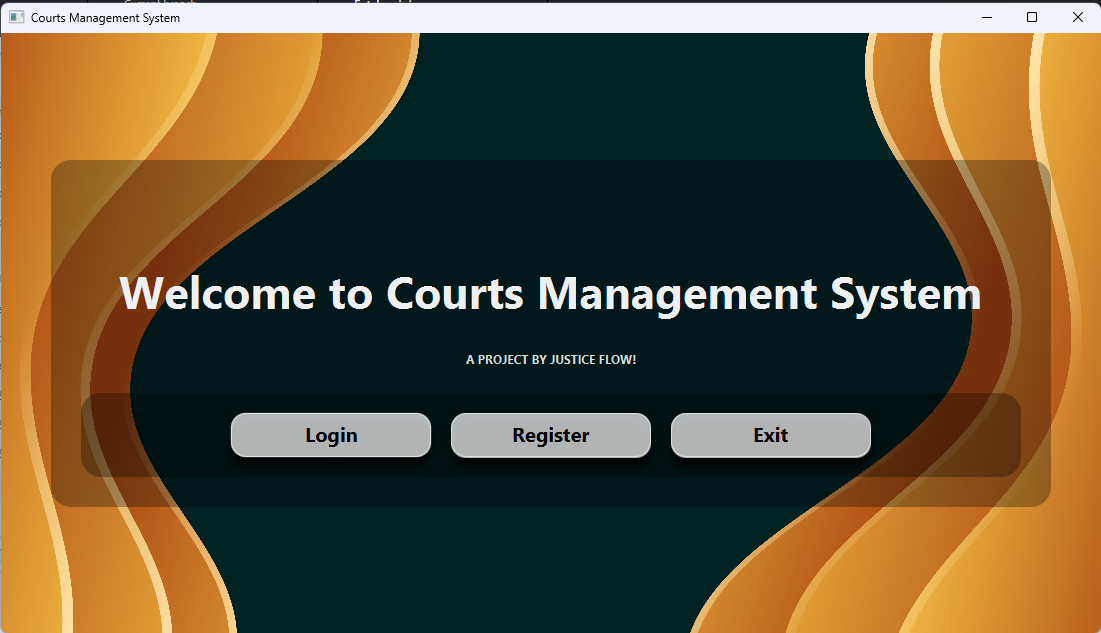 Courts Management System
Welcome to Courts Management System
A PROJECT BY JUSTICE FLOW!
Login
Register
Exit